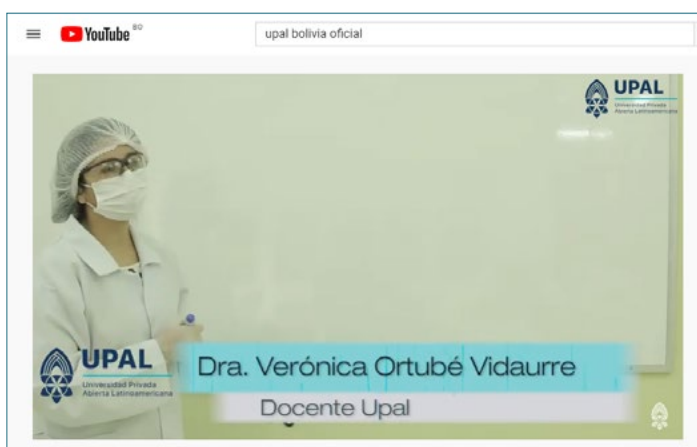 YouTube BO
upal bolivia oficial
UPAL
Universidad Privada
Abierta Latinoamericana
Dra. Verónica Ortubé Vidaurre
Docente Upal
UPAL
Universidad Privada
Abierta Latinoamericana